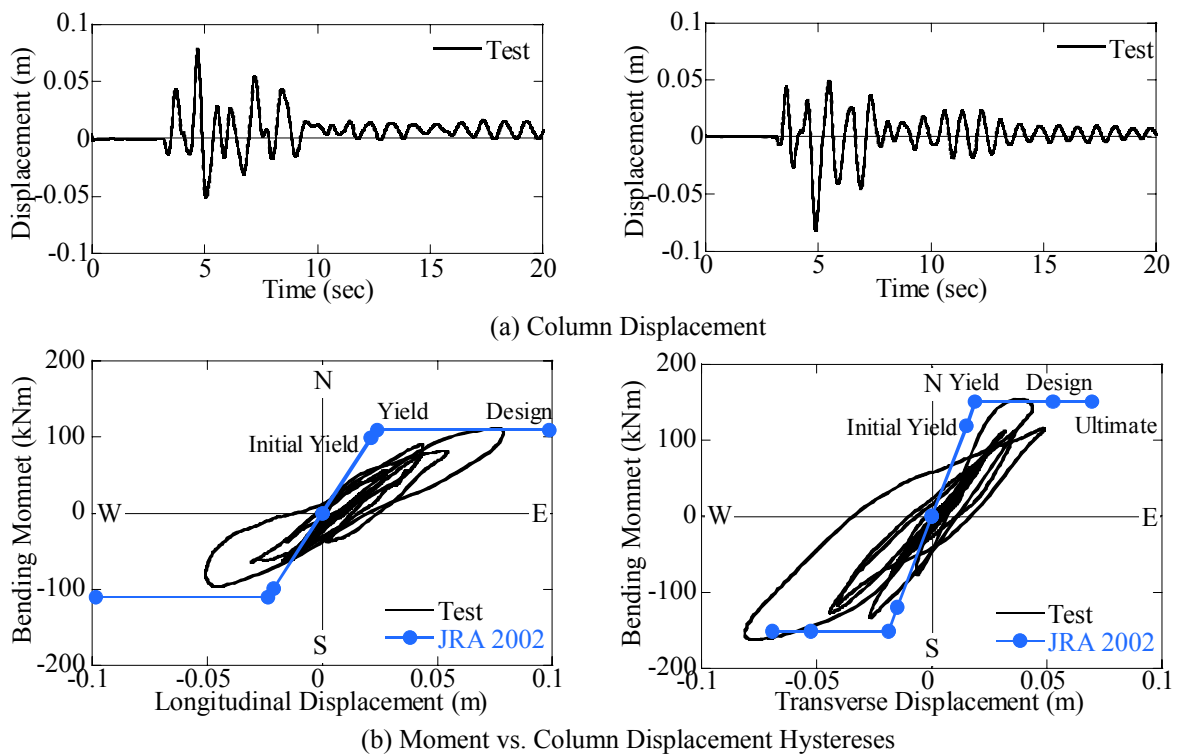 0.1
0.05
0
-0.05
-0.1
Displacement (m)
Test
0 5 10 15 20
Time (sec)
0.1
0.05
0
-0.05
-0.1
Displacement (m)
Test
0 5 10 15 20
Time (sec)
(a) Column Displacement
200
100
0
-100
-200
Bending Momnet (kNm)
N
Yield
Design
Initial Yield
W
E
S
Test
JRA 2002
-0.1 -0.05 0 0.05 0.1
Longitudinal Displacement (m)
200
100
0
-100
-200
Bending Momnet (kNm)
N Yield
Design
Initial Yield
Ultimate
W
E
S
Test
JRA 2002
-0.1 -0.05 0 0.05 0.1
Transverse Displacement (m)
(b) Moment vs. Column Displacement Hystereses